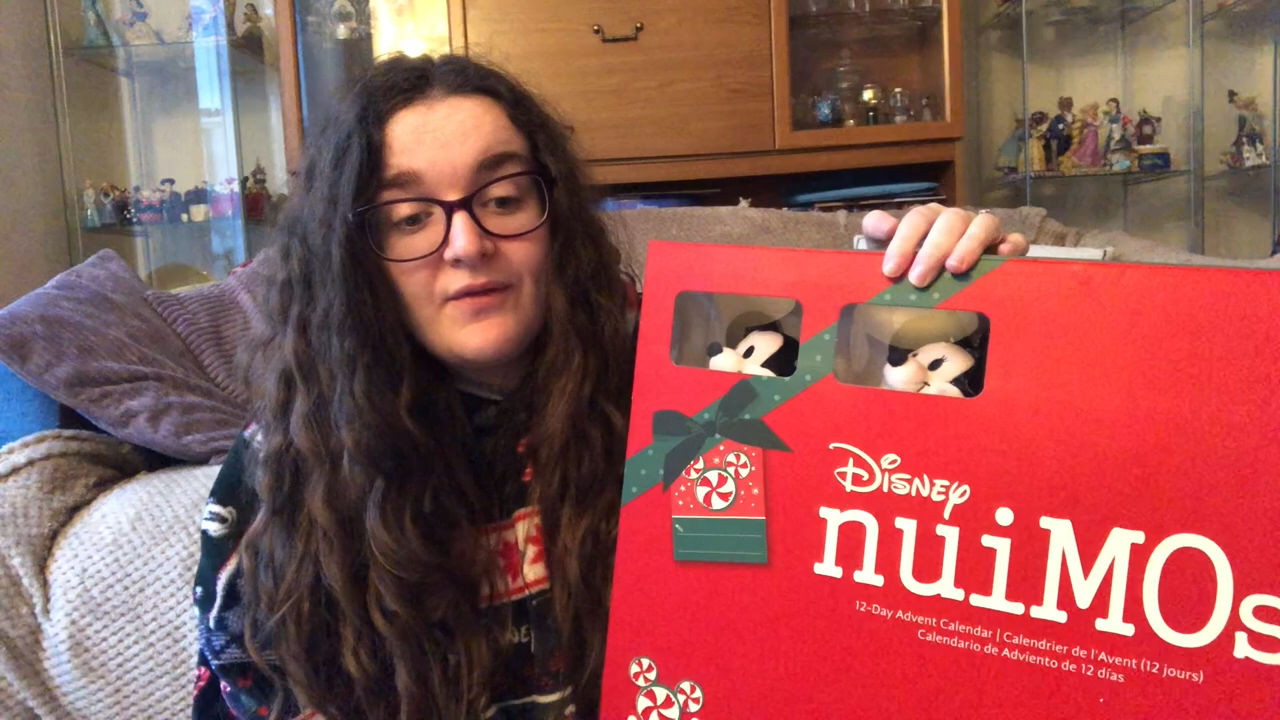 Disney
nuiMOs
12-Day Advent Calendar | Calendrier de l'Avent (12 jours)
Calendario de Adviento de 12 días